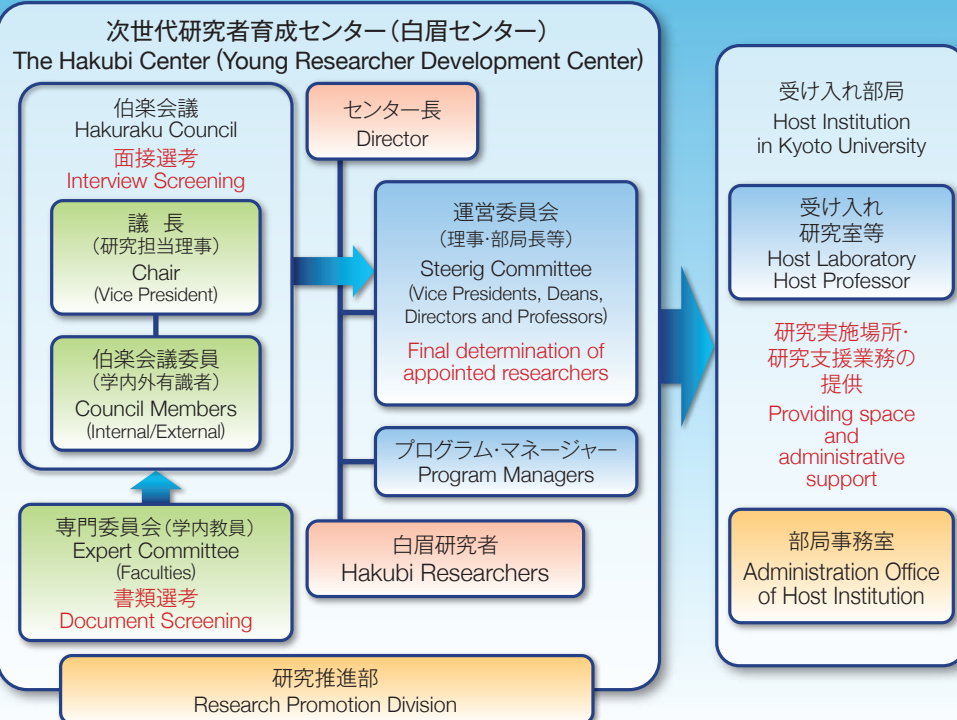 次世代研究者育成センター(白眉センター)
The Hakubi Center (Young Researcher Development Center)
伯楽会議
Hakuraku Council
面接選考
Interview Screening
議 長
(研究担当理事)
Chair
(Vice President)
伯楽会議委員
(学内外有識者)
Council Members
(Internal/External)
専門委員会(学内教員)
Expert Committee
(Faculties)
書類選考
Document Screening
センター長
Director
運営委員会
(理事・部局長等)
Steerig Committee
(Vice Presidents, Deans,
Directors and Professors)
Final determination of
appointed researchers
プログラム・マネージャー
Program Managers
白眉研究者
Hakubi Researchers
研究推進部
Research Promotion Division
受け入れ部局
Host Institution
in Kyoto University
受け入れ
研究室等
Host Laboratory
Host Professor
研究実施場所・
研究支援業務の
提供
Providing space
and
administrative
support
部局事務室
Administration Office
of Host Institution